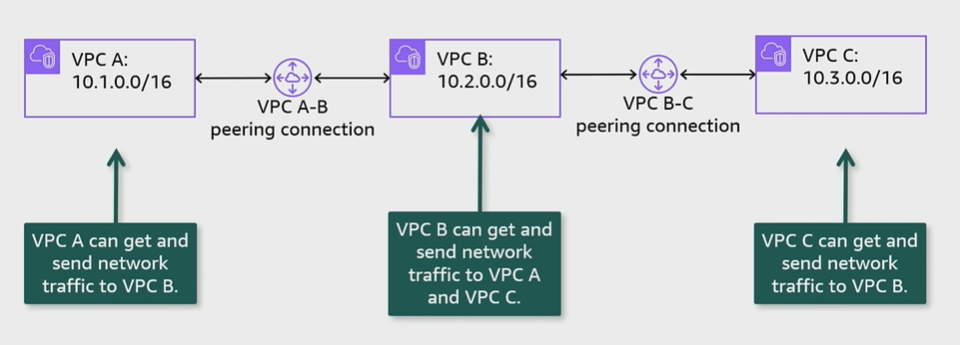 VPC A:
10.1.0.0/16
VPC A-B
peering connection
VPC B:
10.2.0.0/16
VPC B-C
peering connection
VPC C:
10.3.0.0/16
VPC A can get and
send network
traffic to VPC B.
VPC B can get and
send network
traffic to VPC A
and VPC C.
VPC C can get and
send network
traffic to VPC B.